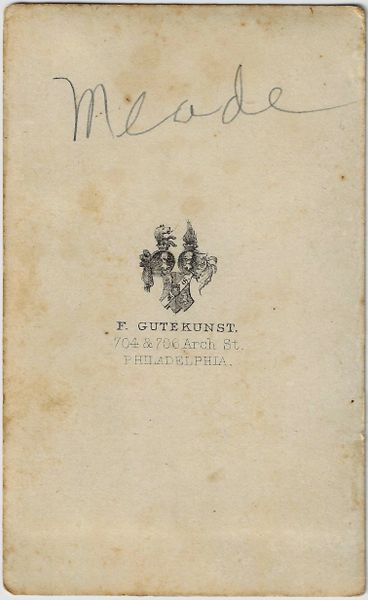 Meade
F. GUTEKUNST.
704 & 706 Arch St.
PHILADELPHIA.